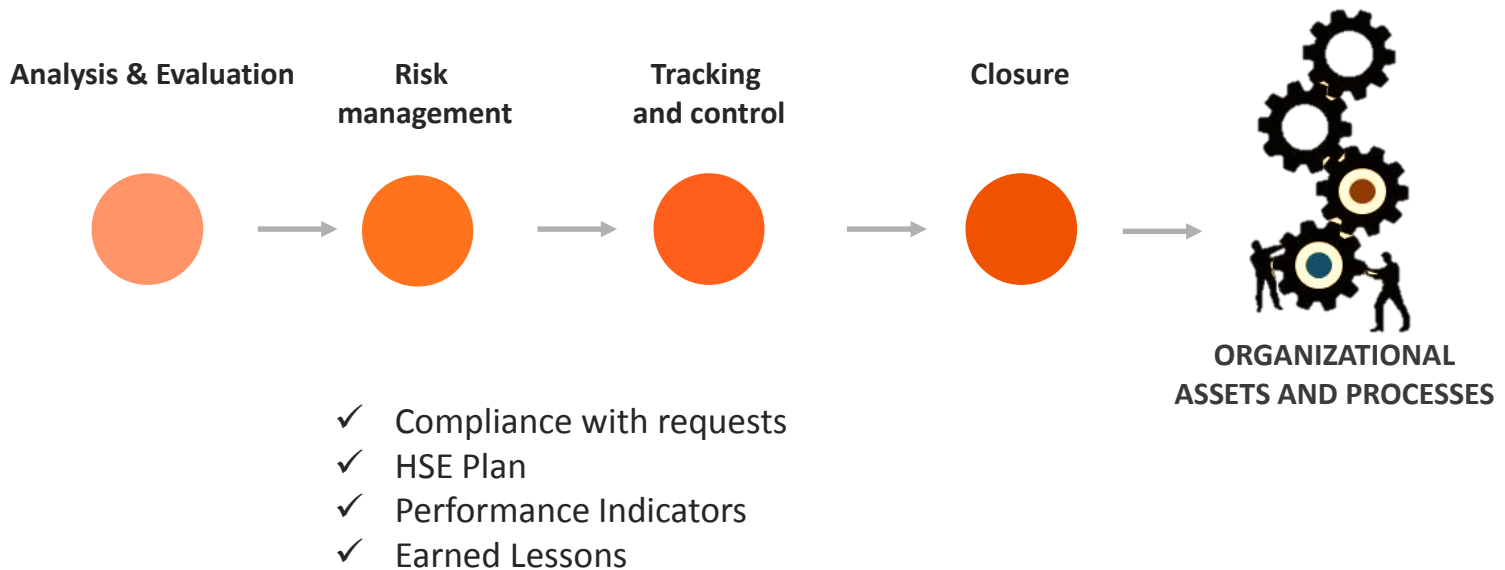 Analysis & Evaluation
Risk
management
Tracking
and control
Closure
ORGANIZATIONAL
ASSETS AND PROCESSES
✓ Compliance with requests
✓ HSE Plan
✓ Performance Indicators
✓ Earned Lessons